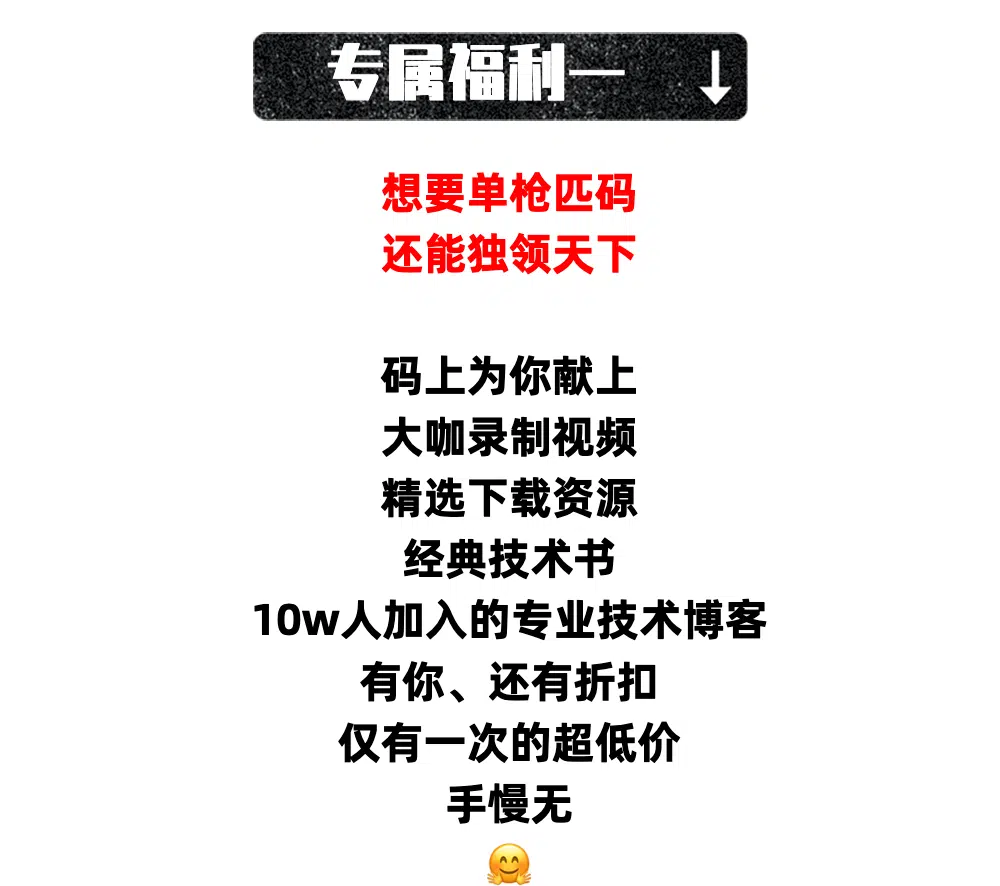 专属福利一
想要单枪匹码
还能独领天下
码上为你献上
大咖录制视频
精选下载资源
经典技术书
10w人加入的专业技术博客
有你、还有折扣
仅有一次的超低价
手慢无